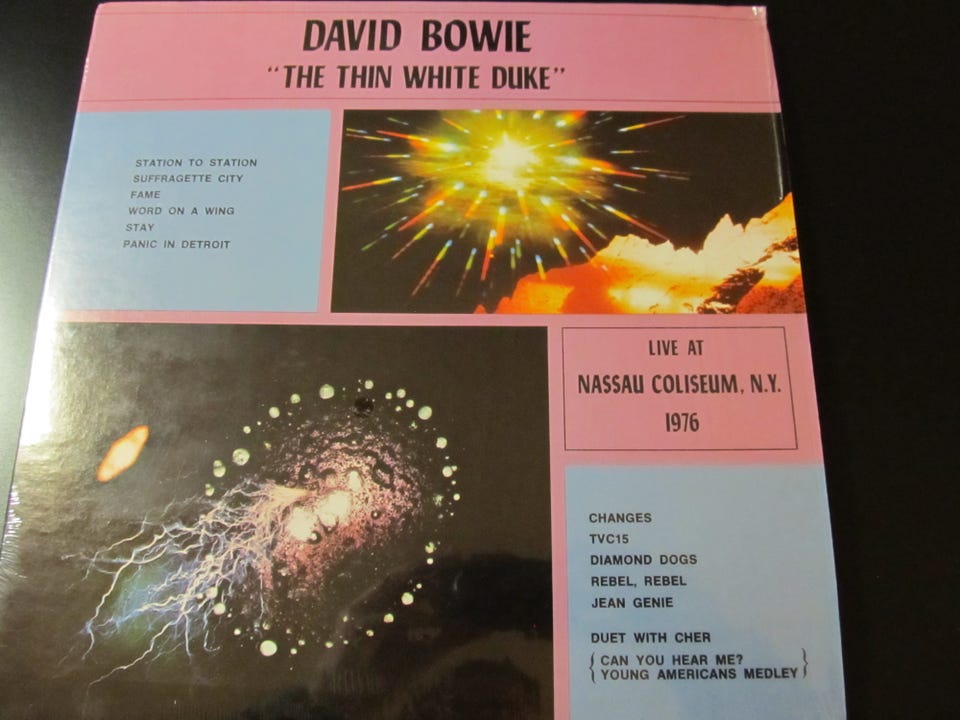 DAVID BOWIE
"THE THIN WHITE DUKE"
STATION TO STATION
SUFFRAGETTE CITY
FAME
WORD ON A WING
STAY
PANIC IN DETROIT
LIVE AT
NASSAU COLISEUM, N.Y.
1976
CHANGES
TVC15
DIAMOND DOGS
REBEL, REBEL
JEAN GENIE
DUET WITH CHER
{ CAN YOU HEAR ME?
YOUNG AMERICANS MEDLEY }